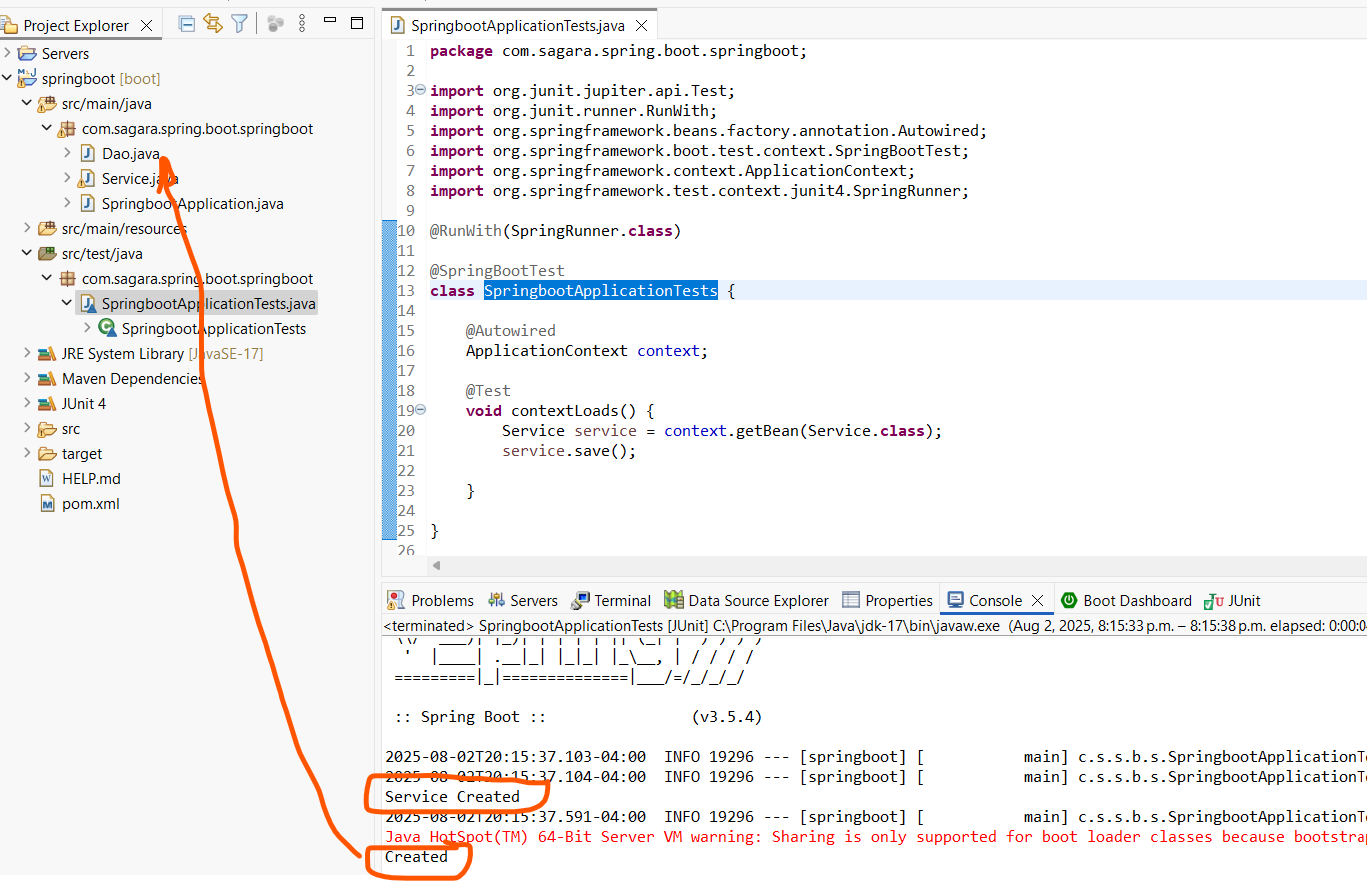 Project Explorer
Servers
springboot [boot]
src/main/java
com.sagara.spring.boot.springboot
Dao.java
Service.java
SpringbootApplication.java
src/main/resources
src/test/java
com.sagara.spring.boot.springboot
SpringbootApplicationTests.java
SpringbootApplicationTests
JRE System Library [JavaSE-17]
Maven Dependencies
JUnit 4
src
target
HELP.md
pom.xml
SpringbootApplicationTests.java
1 package com.sagara.spring.boot.springboot;
2
3 import org.junit.jupiter.api.Test;
4 import org.junit.runner.RunWith;
5 import org.springframework.beans.factory.annotation.Autowired;
6 import org.springframework.boot.test.context.SpringBootTest;
7 import org.springframework.context.ApplicationContext;
8 import org.springframework.test.context.junit4.SpringRunner;
9
10 @RunWith(SpringRunner.class)
11
12 @SpringBootTest
13 class SpringbootApplicationTests {
14
15 @Autowired
16 ApplicationContext context;
17
18 @Test
19 void contextLoads() {
20 Service service = context.getBean(Service.class);
21 service.save();
22
23 }
24
25 }
26
Problems Servers Terminal Data Source Explorer Properties Console Boot Dashboard JUnit
<terminated> SpringbootApplicationTests [JUnit] C:\Program Files\Java\jdk-17\bin\javaw.exe (Aug 2, 2025, 8:15:33 p.m. – 8:15:38 p.m. elapsed: 0:00:0
:: Spring Boot :: (v3.5.4)
2025-08-02T20:15:37.103-04:00 INFO 19296 --- [springboot] [ main] c.s.s.b.s.SpringbootApplicationTe
2025-08-02T20:15:37.104-04:00 INFO 19296 --- [springboot] [ main] c.s.s.b.s.SpringbootApplicationTe
Service Created
2025-08-02T20:15:37.591-04:00 INFO 19296 --- [springboot] [ main] c.s.s.b.s.SpringbootApplicationTe
Java HotSpot(TM) 64-Bit Server VM warning: Sharing is only supported for boot loader classes because bootstrap
Created